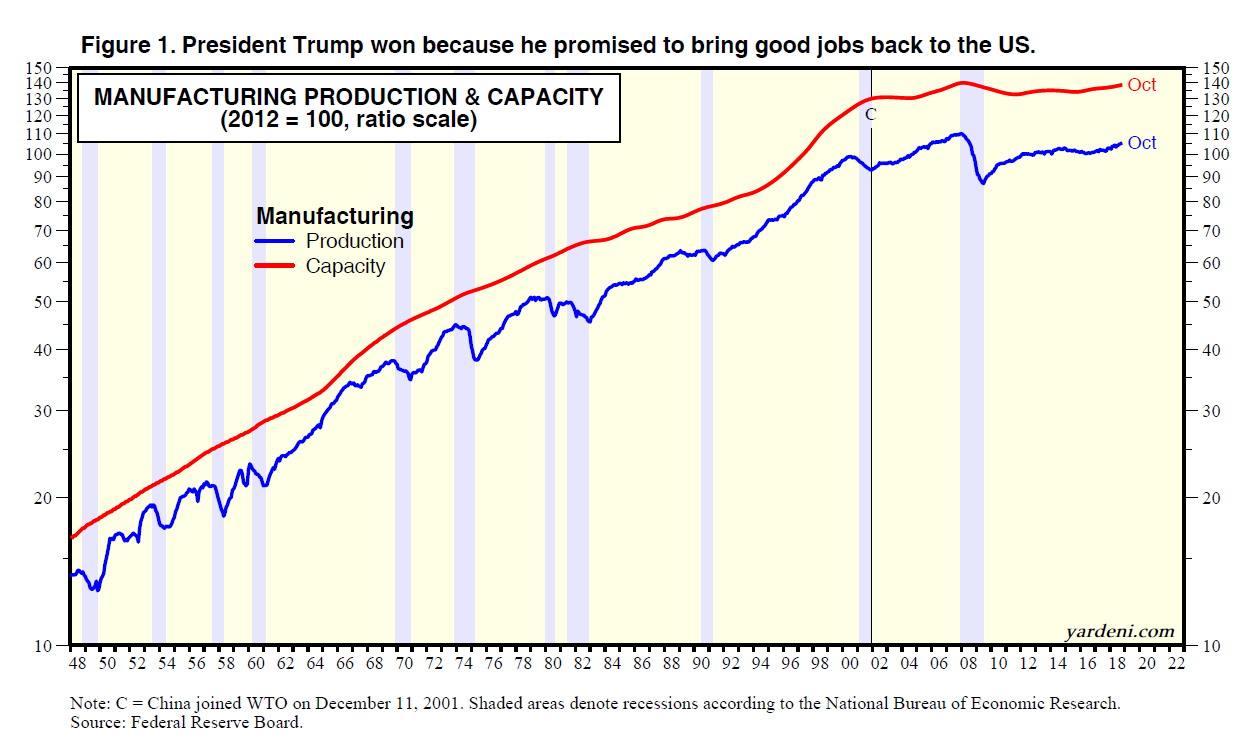 Figure 1. President Trump won because he promised to bring good jobs back to the US.
150 150
140 140
130 130
120 120
110 110
100 100
90 90
80 80
70 70
60 60
50 50
40 40
30 30
20 20
10 10
MANUFACTURING PRODUCTION & CAPACITY
(2012 = 100, ratio scale)
Oct
C
Oct
Manufacturing
Production
Capacity
yardeni.com
48 50 52 54 56 58 60 62 64 66 68 70 72 74 76 78 80 82 84 86 88 90 92 94 96 98 00 02 04 06 08 10 12 14 16 18 20 22
Note: C = China joined WTO on December 11, 2001. Shaded areas denote recessions according to the National Bureau of Economic Research.
Source: Federal Reserve Board.